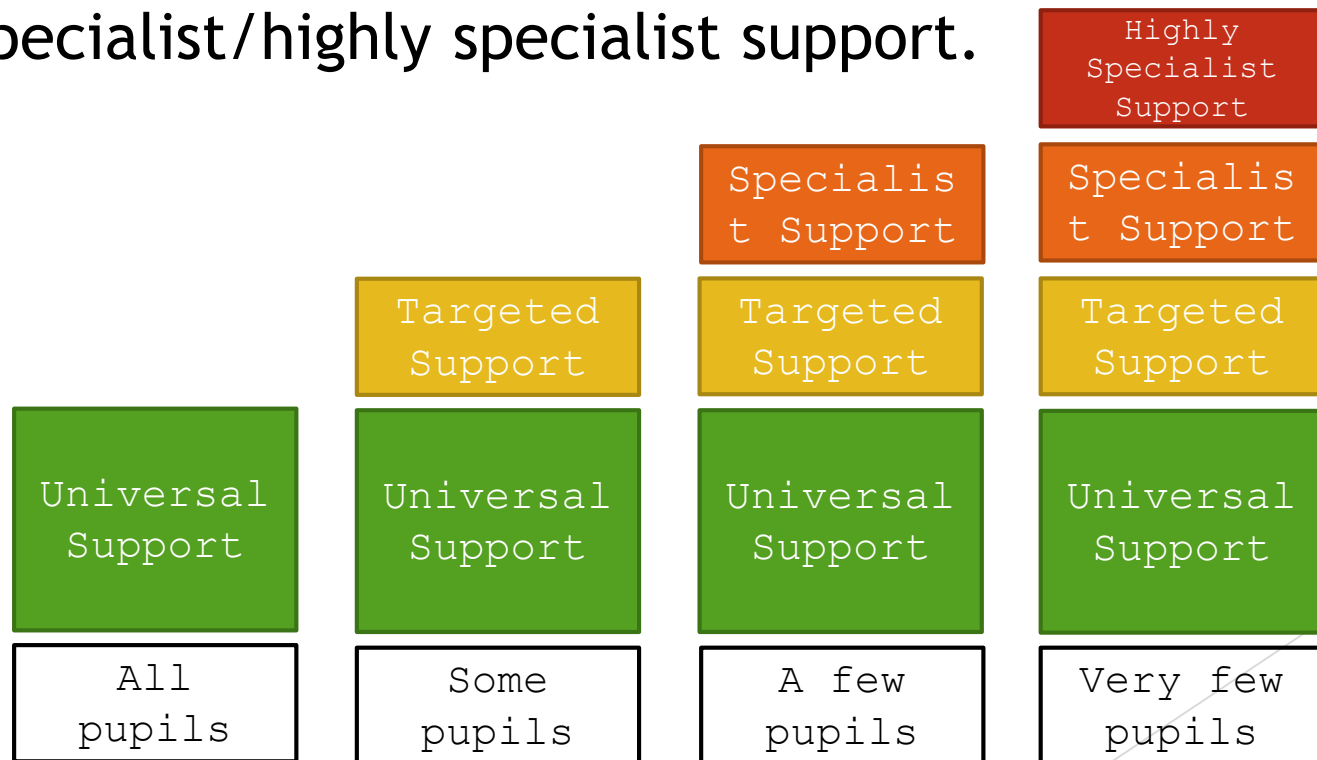 pecialist/highly specialist support.
Highly
Specialist
Support
Specialis
t Support
Specialis
t Support
Targeted
Support
Targeted
Support
Targeted
Support
Universal
Support
Universal
Support
Universal
Support
Universal
Support
All
pupils
Some
pupils
A few
pupils
Very few
pupils